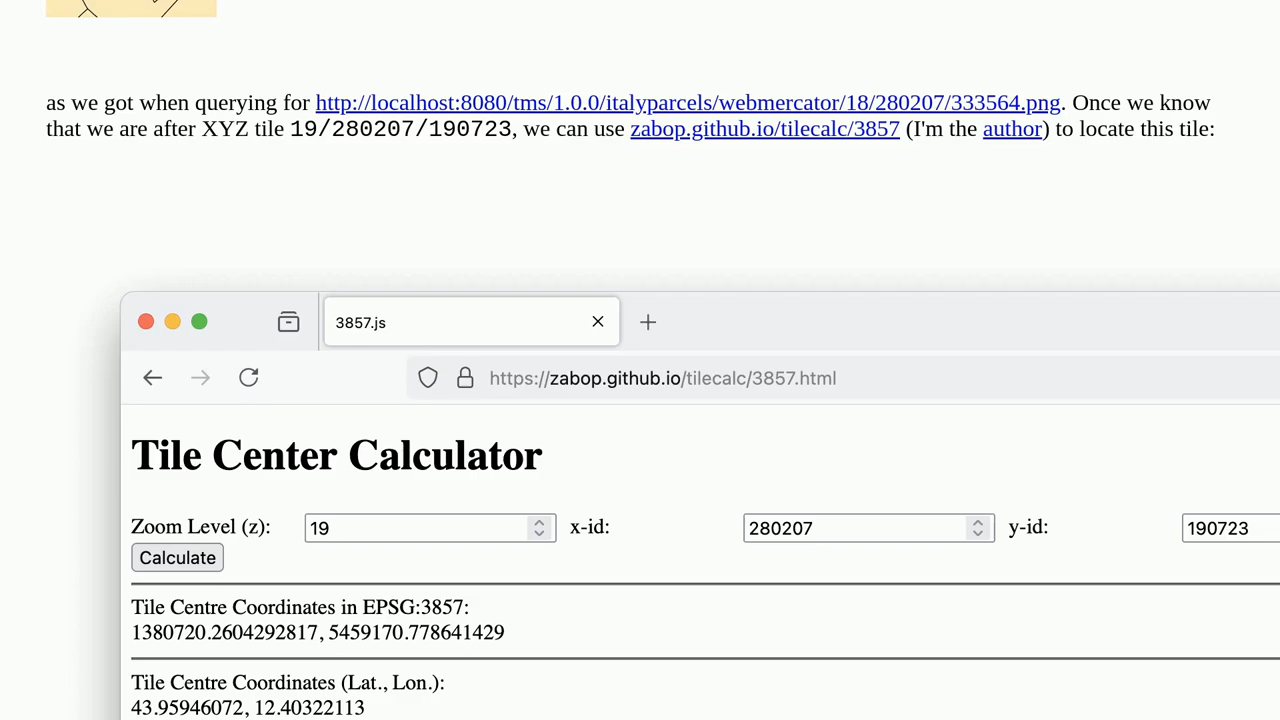 as we got when querying for http://localhost:8080/tms/1.0.0/italyparcels/webmercator/18/280207/333564.png. Once we know
that we are after XYZ tile 19/280207/190723, we can use zabop.github.io/tilecalc/3857 (I'm the author) to locate this tile:
3857.js
https://zabop.github.io/tilecalc/3857.html
Tile Center Calculator
Zoom Level (z): 19 x-id: 280207 y-id: 190723
Calculate
Tile Centre Coordinates in EPSG:3857:
1380720.2604292817, 5459170.778641429
Tile Centre Coordinates (Lat., Lon.):
43.95946072, 12.40322113